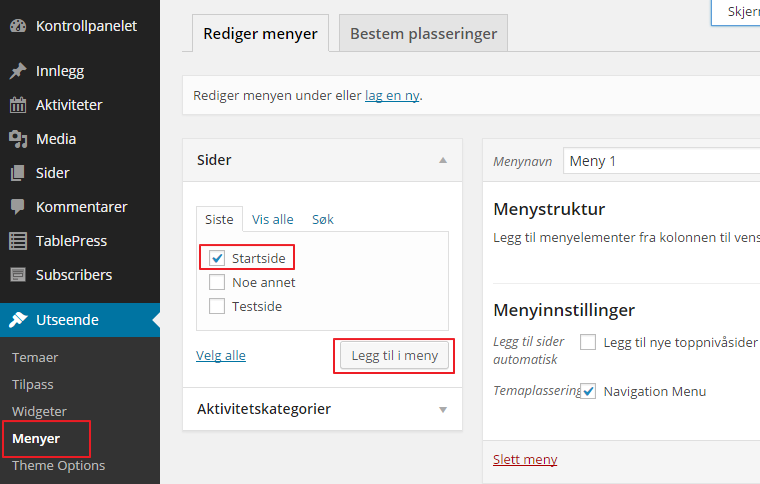 Kontrollpanelet
Innlegg
Aktiviteter
Media
Sider
Kommentarer
TablePress
Subscribers
Utseende
Temaer
Tilpass
Widgeter
Menyer
Theme Options
Skjern
Rediger menyer
Bestem plasseringer
Rediger menyen under eller lag en ny.
Sider
Siste Vis alle Søk
Startside
Noe annet
Testside
Velg alle
Legg til i meny
Aktivitetskategorier
Menynavn Meny 1
Menystruktur
Legg til menyelementer fra kolonnen til vens
Menyinnstillinger
Legg til sider
automatisk
Legg til nye toppnivåsider
Temaplassering
Navigation Menu
Slett meny